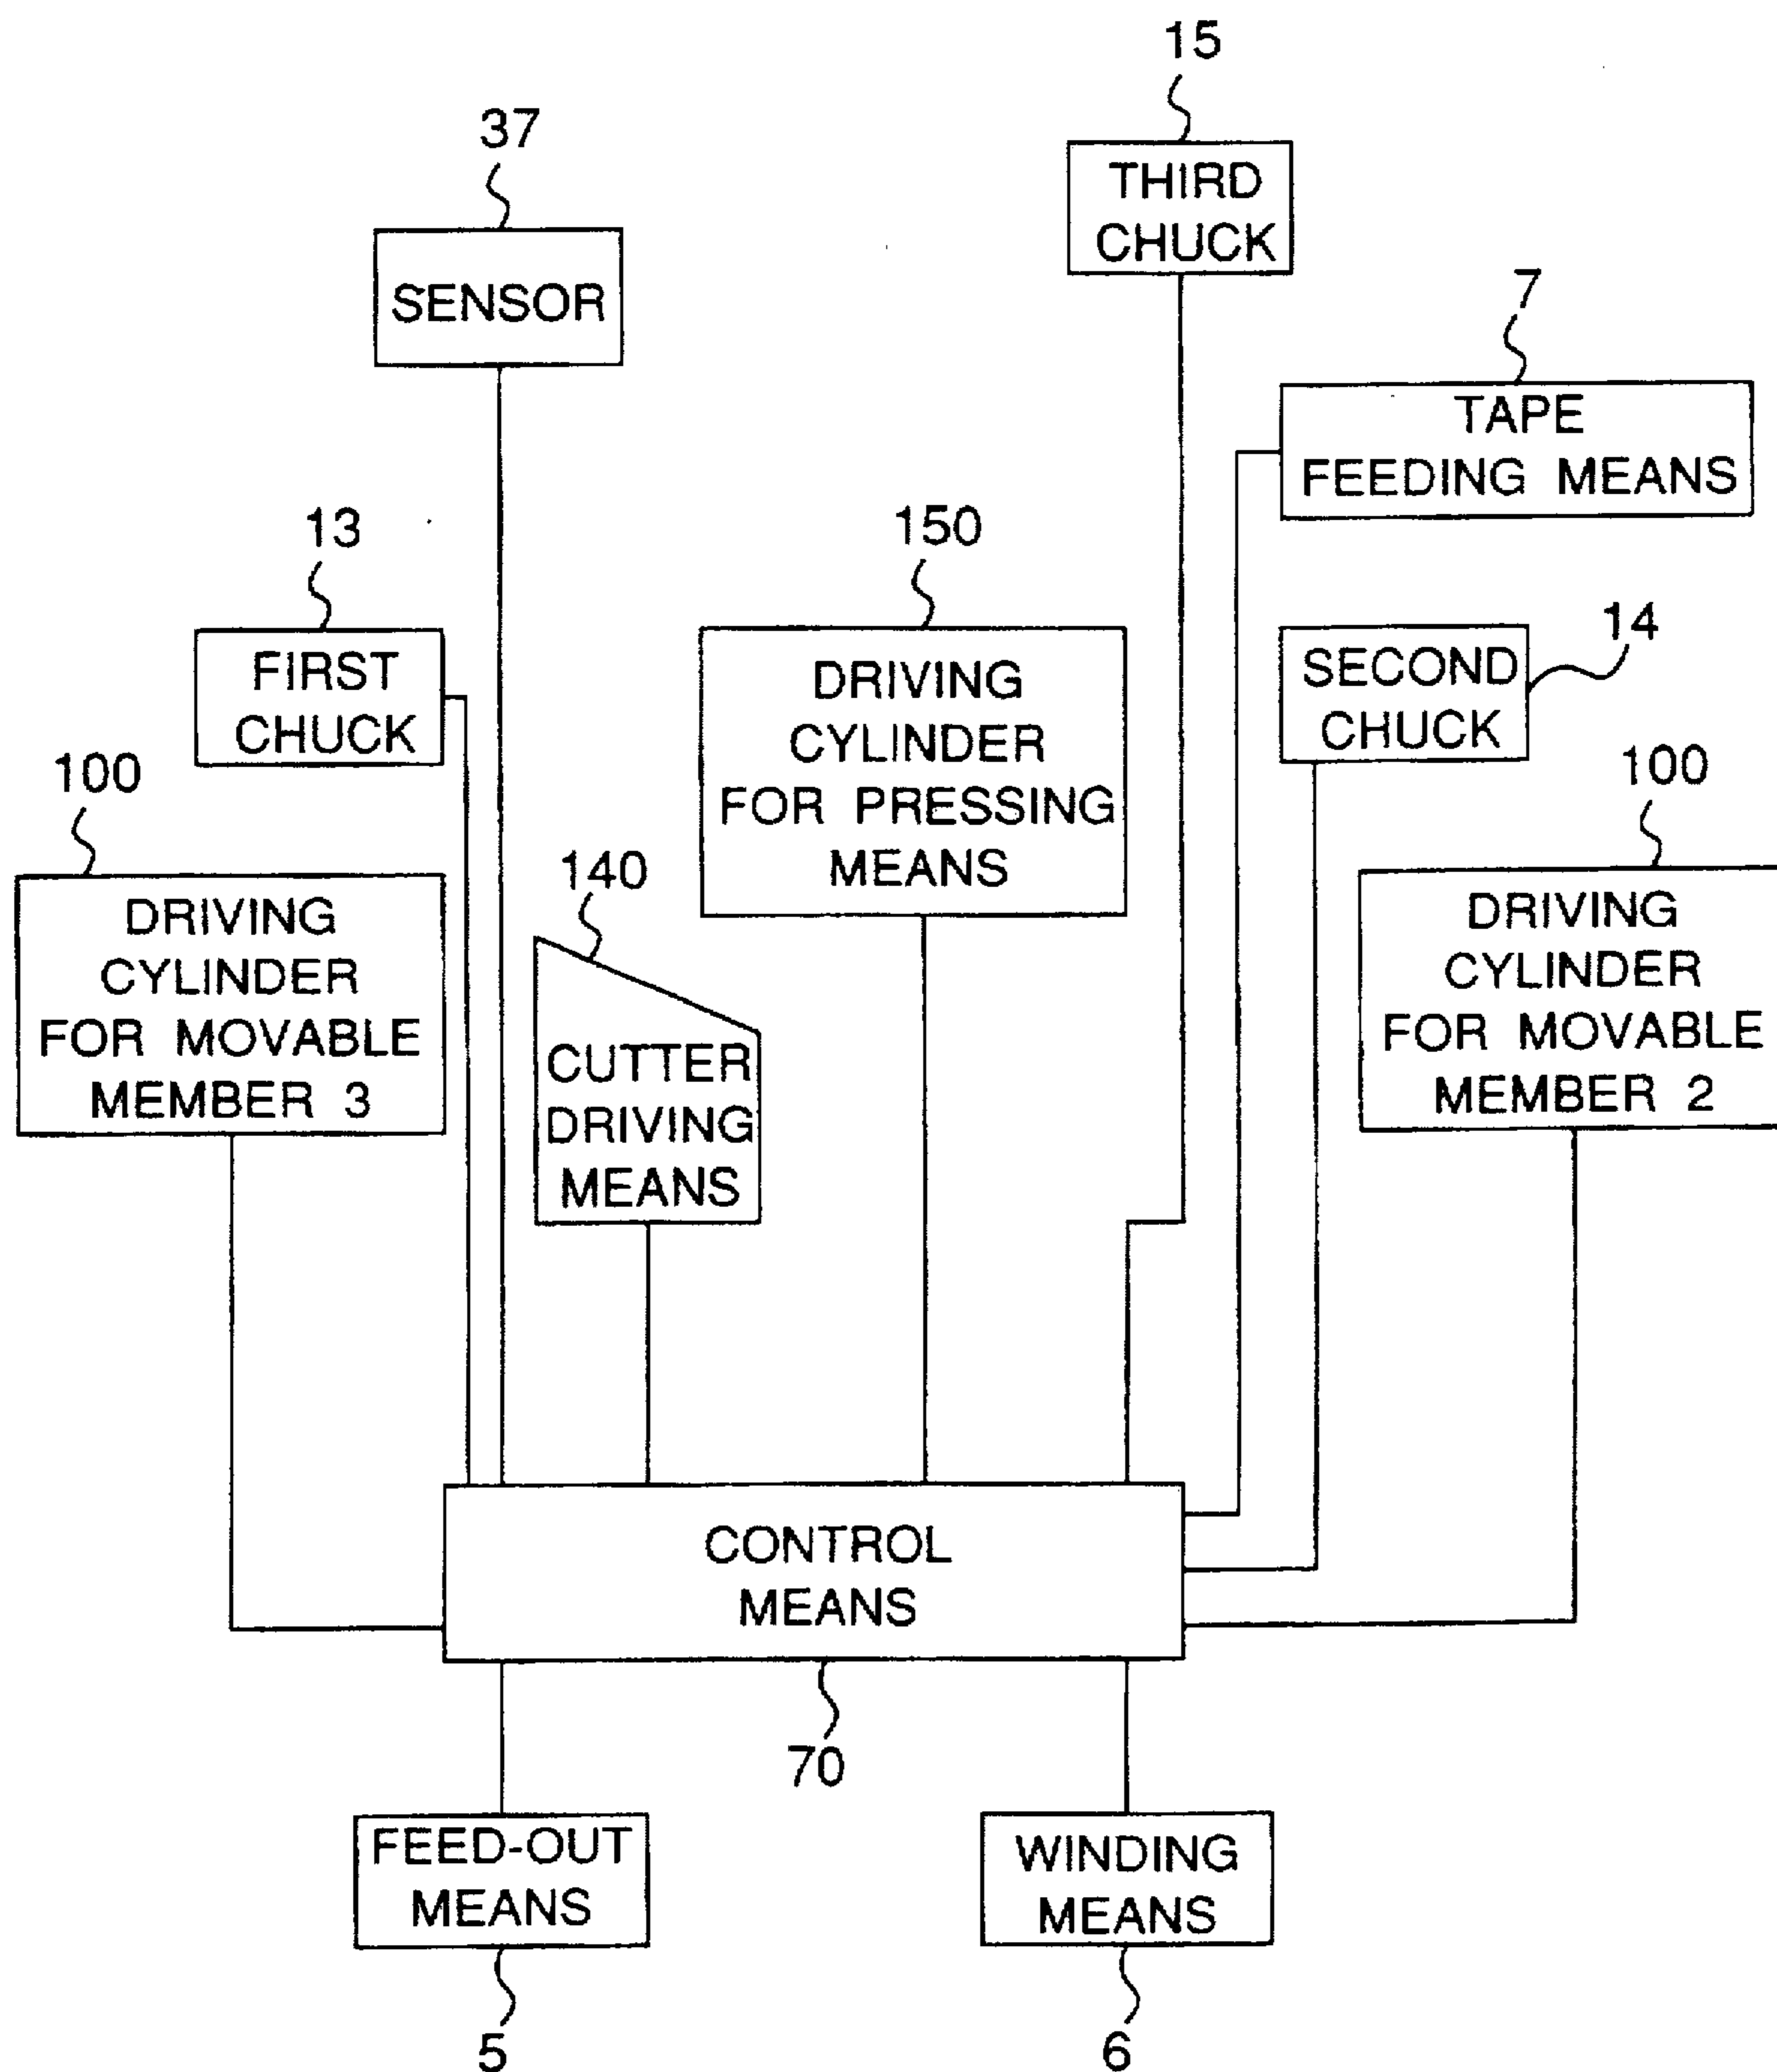 15
THIRD
CHUCK
37
SENSOR
7
TAPE
FEEDING MEANS
13
FIRST
CHUCK
150
DRIVING
CYLINDER
FOR PRESSING
MEANS
14
SECOND
CHUCK
100
DRIVING
CYLINDER
FOR MOVABLE
MEMBER 3
140
CUTTER
DRIVING
MEANS
100
DRIVING
CYLINDER
FOR MOVABLE
MEMBER 2
CONTROL
MEANS
70
FEED-OUT
MEANS
5
WINDING
MEANS
6